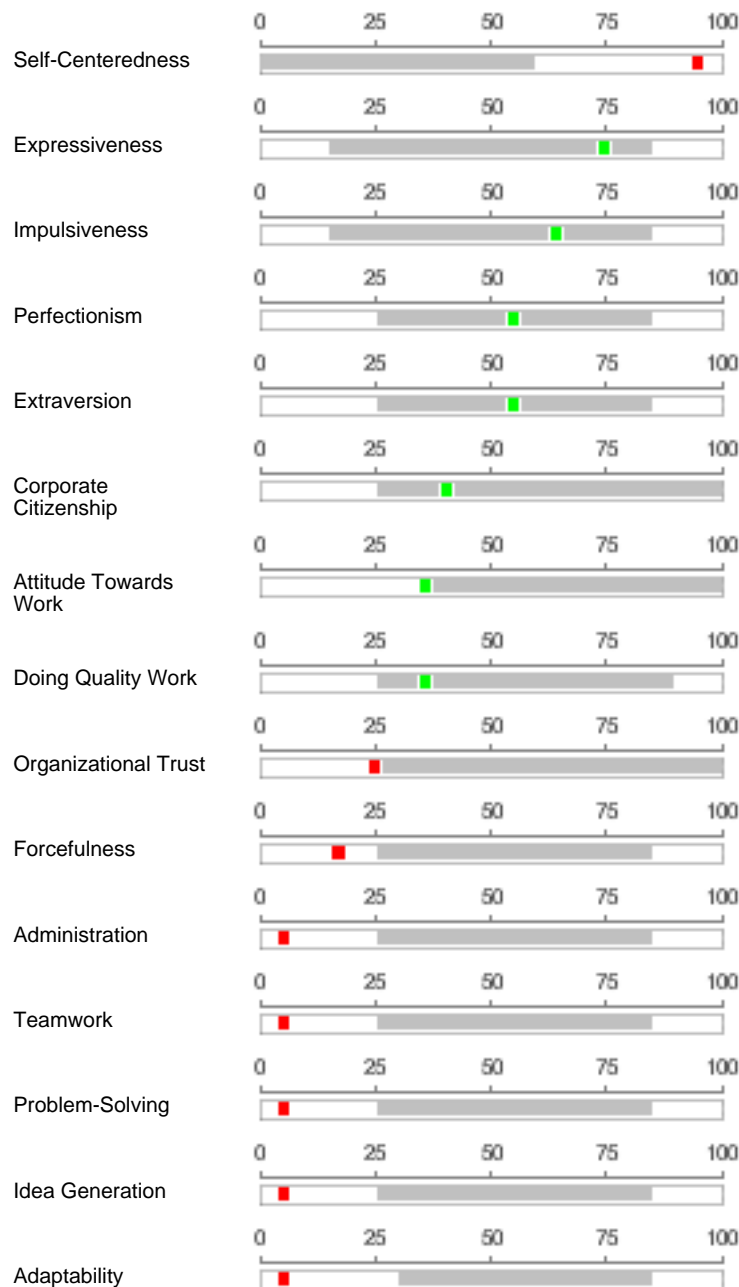 0 25 50 75 100
Self-Centeredness
0 25 50 75 100
Expressiveness
0 25 50 75 100
Impulsiveness
0 25 50 75 100
Perfectionism
0 25 50 75 100
Extraversion
0 25 50 75 100
Corporate
Citizenship
0 25 50 75 100
Attitude Towards
Work
0 25 50 75 100
Doing Quality Work
0 25 50 75 100
Organizational Trust
0 25 50 75 100
Forcefulness
0 25 50 75 100
Administration
0 25 50 75 100
Teamwork
0 25 50 75 100
Problem-Solving
0 25 50 75 100
Idea Generation
0 25 50 75 100
Adaptability